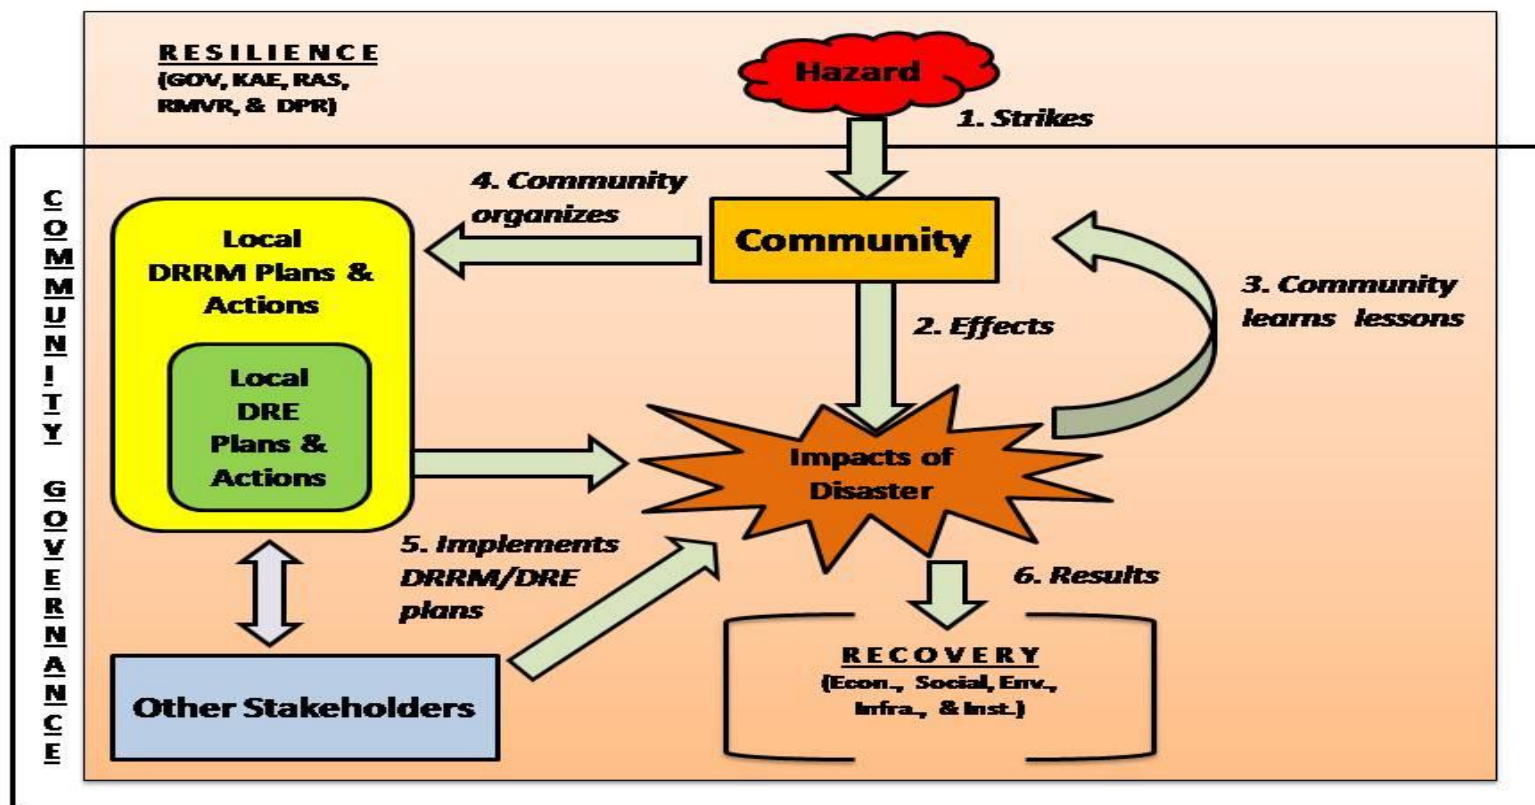 RESILIENCE
(GOV, KAE, RAS,
RMVR, & DPR)
Hazard
1. Strikes
COMMUNITY GOVERNANCE
4. Community
organizes
Community
Local
DRRM Plans &
Actions
Local
DRE
Plans &
Actions
2. Effects
3. Community
learns lessons
Impacts of
Disaster
5. Implements
DRRM/DRE
plans
6. Results
Other Stakeholders
RECOVERY
(Econ., Social, Env.,
Infra., & Inst.)